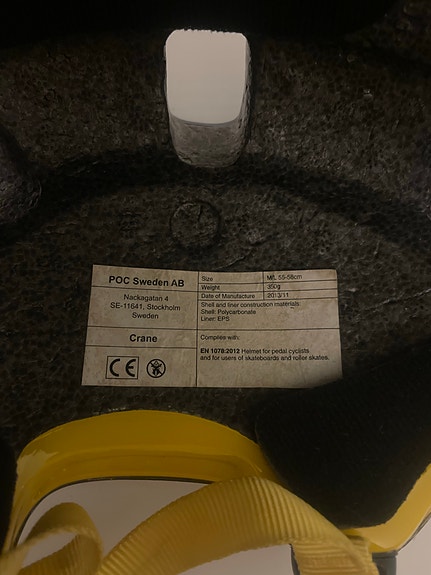 POC Sweden AB
Nackagatan 4
SE-11641, Stockholm
Sweden
Crane
CE
Size M/L 55-58cm
Weight 350g
Date of Manufacture 2013/11
Shell and liner construction materials
Shell: Polycarbonate
Liner: EPS
Complies with:
EN 1078:2012 Helmet for pedal cyclists
and for users of skateboards and roller skates.